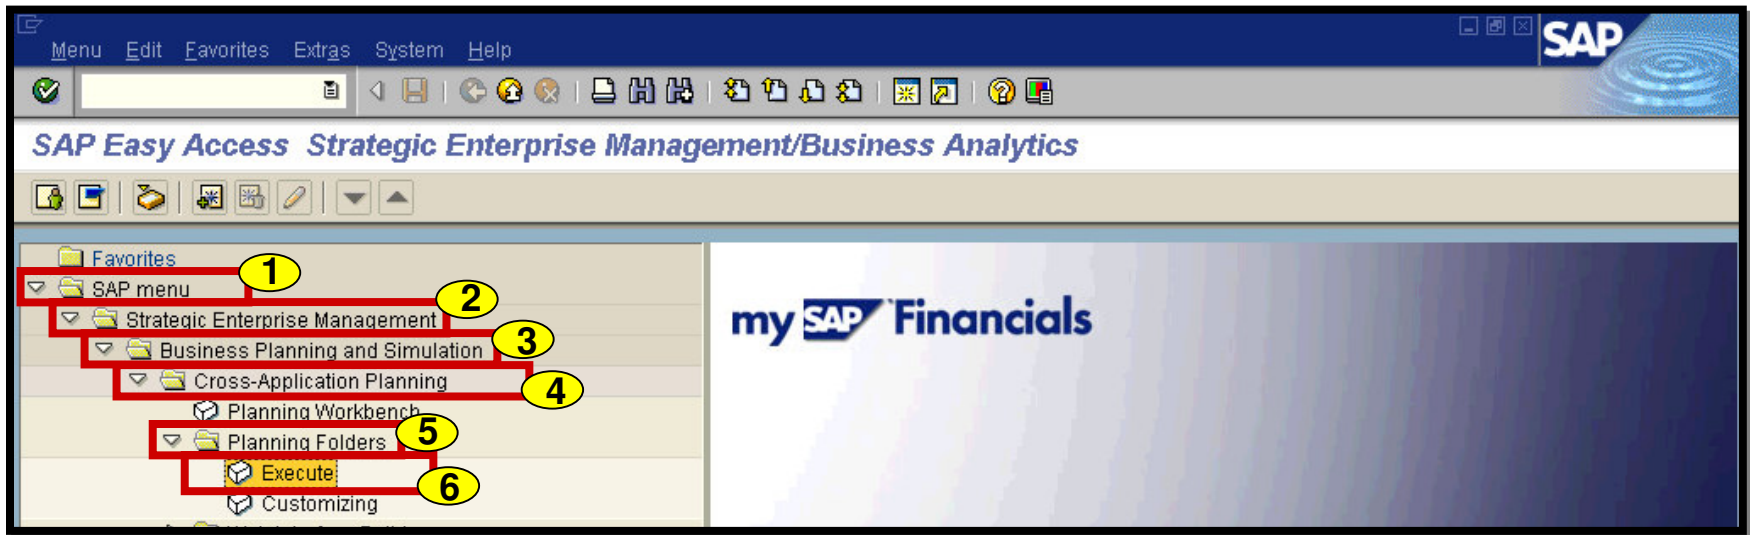 Menu Edit Favorites Extras System Help
SAP
SAP Easy Access Strategic Enterprise Management/Business Analytics
Favorites
1
SAP menu
2
Strategic Enterprise Management
3
Business Planning and Simulation
4
Cross-Application Planning
Planning Workbench
5
Planning Folders
6
Execute
Customizing
my SAP Financials